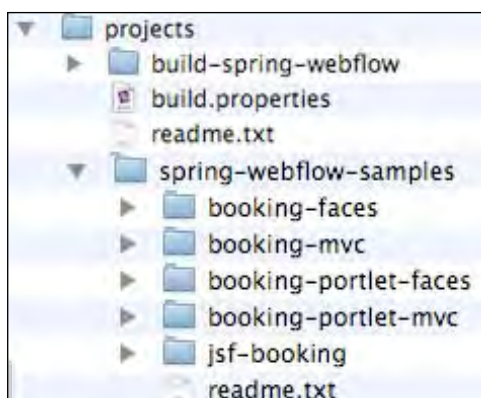 projects
build-spring-webflow
build.properties
readme.txt
spring-webflow-samples
booking-faces
booking-mvc
booking-portlet-faces
booking-portlet-mvc
jsf-booking
readme.txt